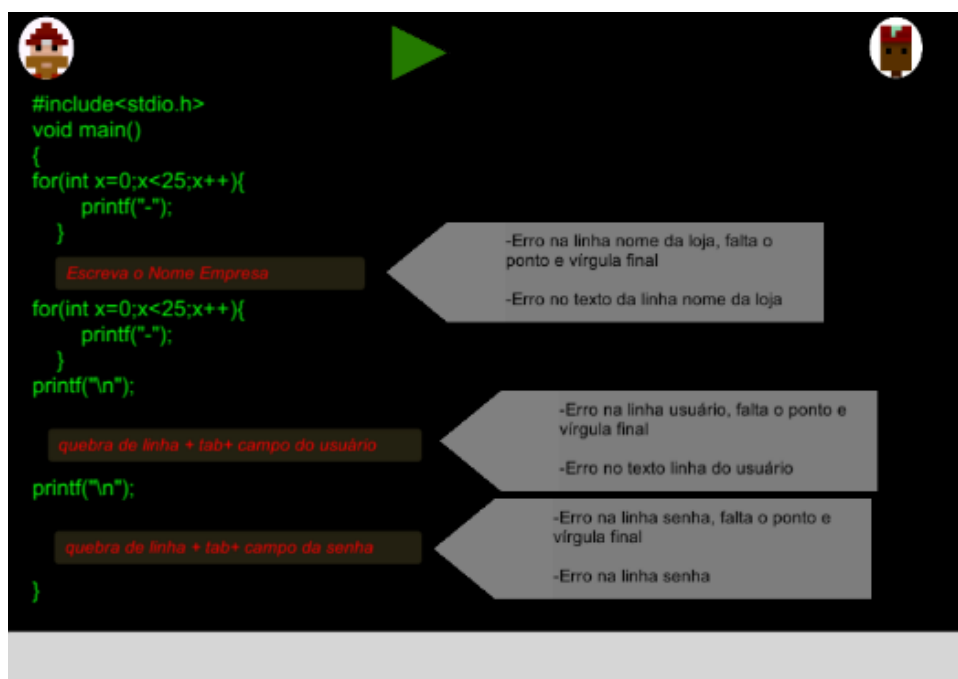 #include<stdio.h>
void main()
{
for(int x=0;x<25;x++){
printf("-");
}
Escreva o Nome Empresa
-Erro na linha nome da loja, falta o
ponto e vírgula final
-Erro no texto da linha nome da loja
for(int x=0;x<25;x++){
printf("-");
}
printf("\n");
quebra de linha + tab+ campo do usuário
-Erro na linha usuário, falta o ponto e
vírgula final
-Erro no texto linha do usuário
printf("\n");
quebra de linha + tab+ campo da senha
-Erro na linha senha, falta o ponto e
vírgula final
-Erro na linha senha
}